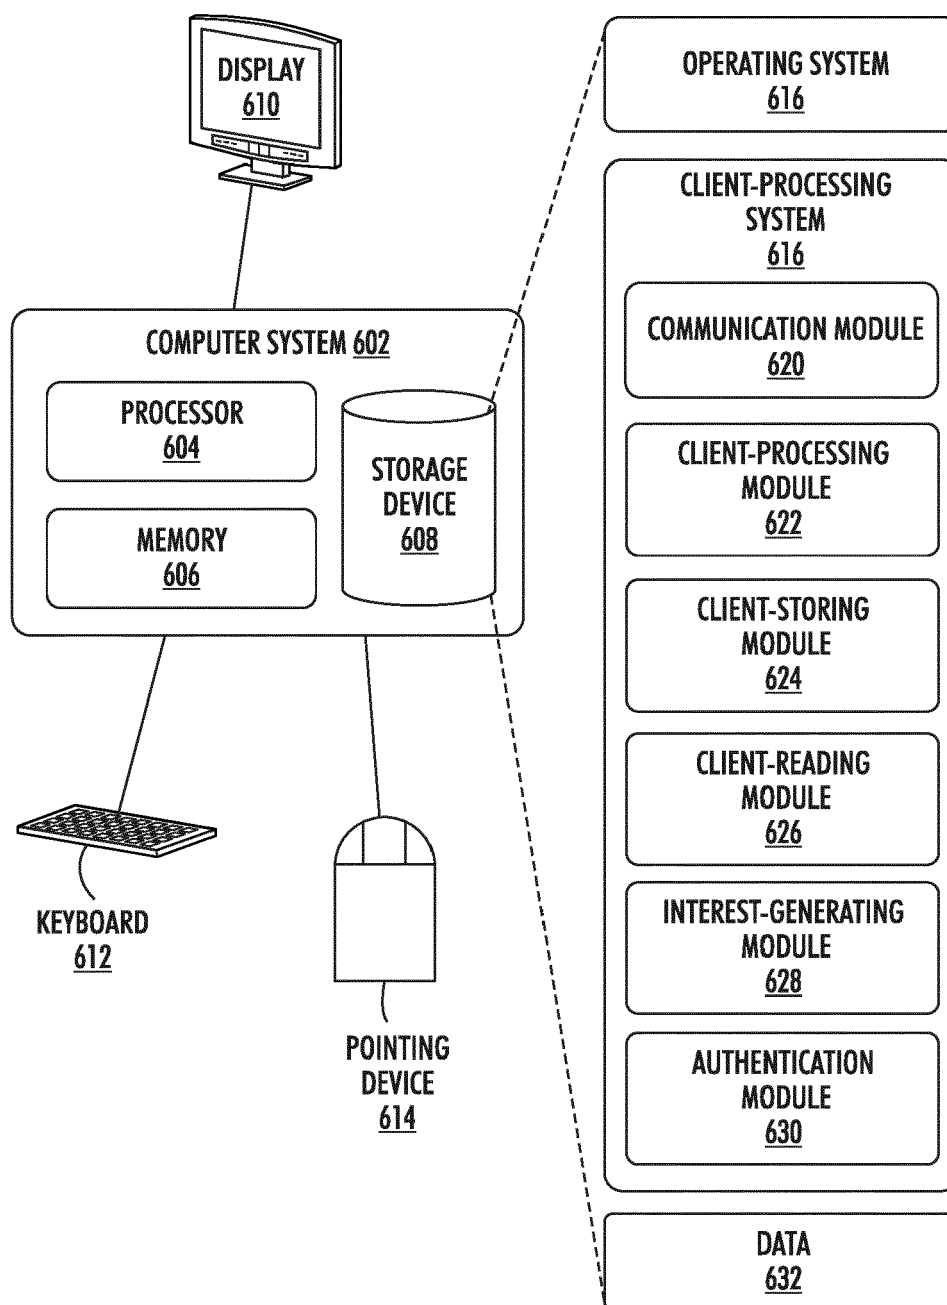 DISPLAY
610
COMPUTER SYSTEM 602
PROCESSOR
604
MEMORY
606
STORAGE
DEVICE
608
KEYBOARD
612
POINTING
DEVICE
614
OPERATING SYSTEM
616
CLIENT-PROCESSING
SYSTEM
616
COMMUNICATION MODULE
620
CLIENT-PROCESSING
MODULE
622
CLIENT-STORING
MODULE
624
CLIENT-READING
MODULE
626
INTEREST-GENERATING
MODULE
628
AUTHENTICATION
MODULE
630
DATA
632